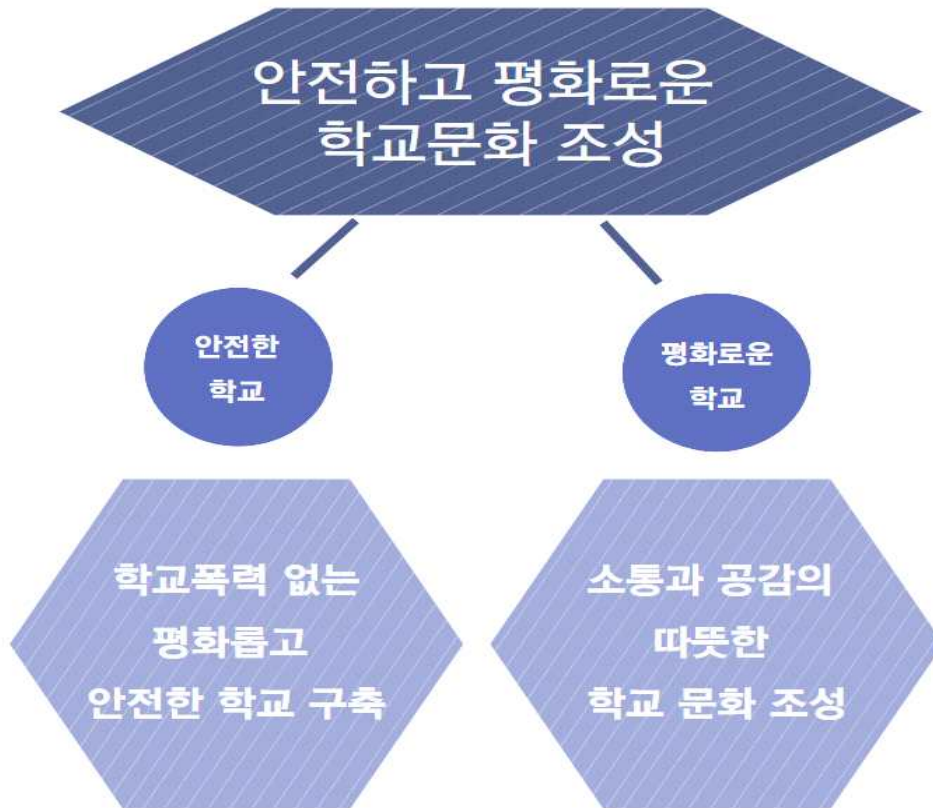 안전하고 평화로운
학교문화 조성
안전한
학교
평화로운
학교
학교폭력 없는
평화롭고
안전한 학교 구축
소통과 공감의
따뜻한
학교 문화 조성